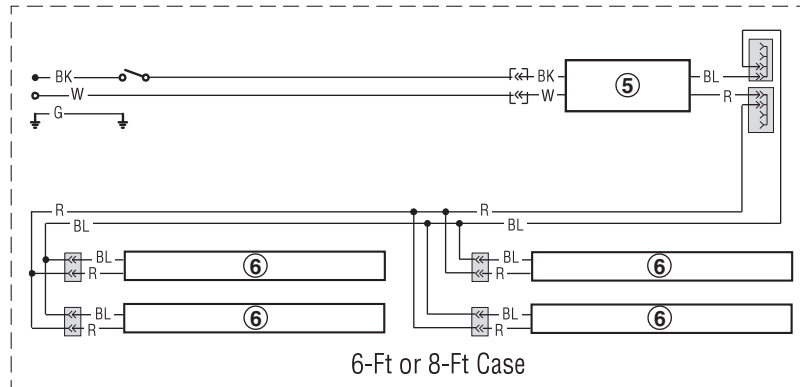 BK BK ⑤ BL
W W R
G
R R
BL BL
BL ⑥ BL ⑥
R R
BL ⑥ BL ⑥
R R
6-Ft or 8-Ft Case